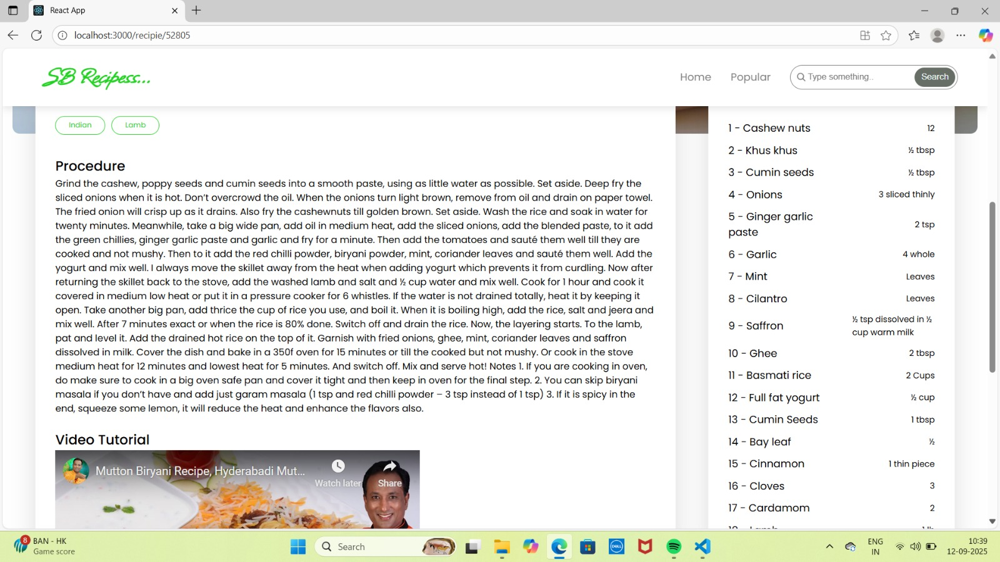 React App
localhost:3000/recipie/52805
SB Recipess...
Home
Popular
Type something..
Search
Indian
Lamb
Procedure
Grind the cashew, poppy seeds and cumin seeds into a smooth paste, using as little water as possible. Set aside. Deep fry the
sliced onions when it is hot. Don’t overcrowd the oil. When the onions turn light brown, remove from oil and drain on paper towel.
The fried onion will crisp up as it drains. Also fry the cashewnuts till golden brown. Set aside. Wash the rice and soak in water for
twenty minutes. Meanwhile, take a big wide pan, add oil in medium heat, add the sliced onions, add the blended paste, to it add
the green chillies, ginger garlic paste and garlic and fry for a minute. Then add the tomatoes and sauté them well till they are
cooked and not mushy. Then to it add the red chilli powder, biryani powder, mint, coriander leaves and sauté them well. Add the
yogurt and mix well. I always move the skillet away from the heat when adding yogurt which prevents it from curdling. Now after
returning the skillet back to the stove, add the washed lamb and salt and ½ cup water and mix well. Cook for 1 hour and cook it
covered in medium low heat or put it in a pressure cooker for 6 whistles. If the water is not drained totally, heat it by keeping it
open. Take another big pan, add thrice the cup of rice you use, and boil it. When it is boiling high, add the rice, salt and jeera and
mix well. After 7 minutes exact or when the rice is 80% done. Switch off and drain the rice. Now, the layering starts. To the lamb,
pat and level it. Add the drained hot rice on the top of it. Garnish with fried onions, ghee, mint, coriander leaves and saffron
dissolved in milk. Cover the dish and bake in a 350f oven for 15 minutes or till the cooked but not mushy. Or cook in the stove
medium heat for 12 minutes and lowest heat for 5 minutes. And switch off. Mix and serve hot! Notes 1. If you are cooking in oven,
do make sure to cook in a big oven safe pan and cover it tight and then keep in oven for the final step. 2. You can skip biryani
masala if you don’t have and add just garam masala (1 tsp and red chilli powder – 3 tsp instead of 1 tsp) 3. If it is spicy in the
end, squeeze some lemon, it will reduce the heat and enhance the flavors also.
Video Tutorial
Mutton Biryani Recipe, Hyderabadi Mut...
Watch later
Share
1 - Cashew nuts 12
2 - Khus khus ½ tbsp
3 - Cumin seeds ½ tbsp
4 - Onions 3 sliced thinly
5 - Ginger garlic
paste 2 tsp
6 - Garlic 4 whole
7 - Mint Leaves
8 - Cilantro Leaves
9 - Saffron ½ tsp dissolved in ½
cup warm milk
10 - Ghee 2 tbsp
11 - Basmati rice 2 Cups
12 - Full fat yogurt ½ cup
13 - Cumin Seeds 1 tbsp
14 - Bay leaf ½
15 - Cinnamon 1 thin piece
16 - Cloves 3
17 - Cardamom 2
8
BAN - HK
Game score
Search
DELL
ENG
IN
10:39
12-09-2025